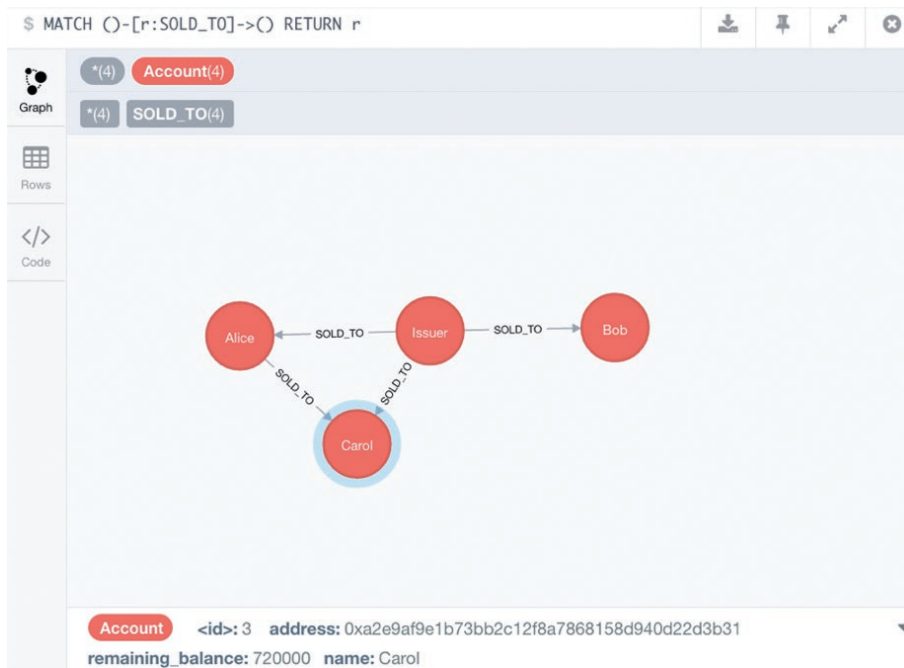 $ MATCH ()-[r:SOLD_TO]->() RETURN r
Graph
*(4) Account(4)
*(4) SOLD_TO(4)
Rows
Code
Alice
SOLD_TO
Issuer
SOLD_TO
Bob
SOLD_TO
SOLD_TO
Carol
Account <id>: 3 address: 0xa2e9af9e1b73bb2c12f8a7868158d940d22d3b31
remaining_balance: 720000 name: Carol